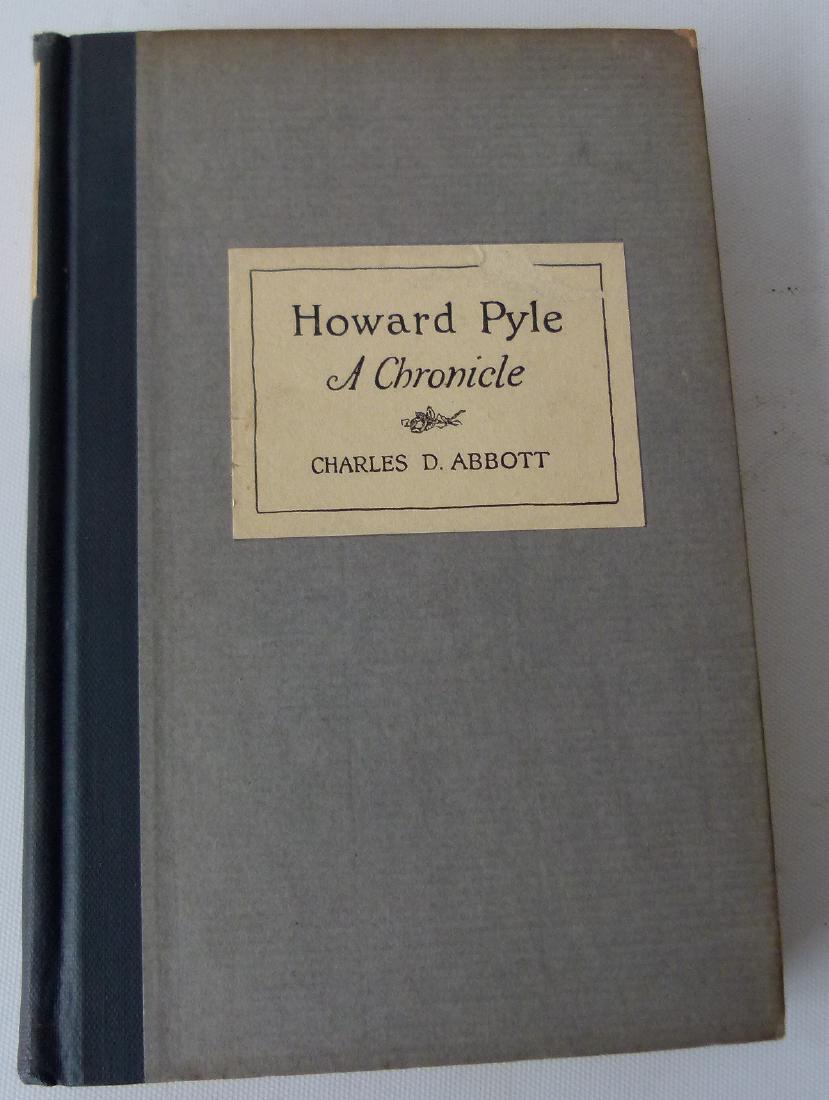 Howard Pyle
A Chronicle
CHARLES D. ABBOTT